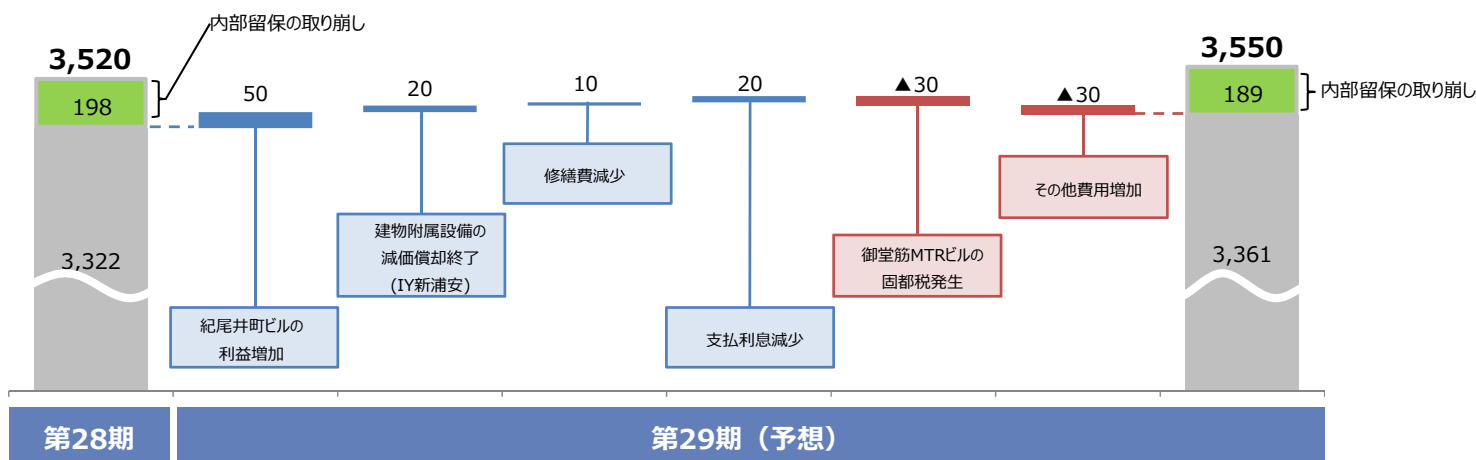 内部留保の取り崩し
3,520
198
3,322
50
紀尾井町ビルの
利益増加
20
建物附属設備の
減価償却終了
(IY新浦安)
10
修繕費減少
20
支払利息減少
▲30
御堂筋MTRビルの
固都税発生
▲30
その他費用増加
3,550
189
内部留保の取り崩し
3,361
第28期
第29期（予想）